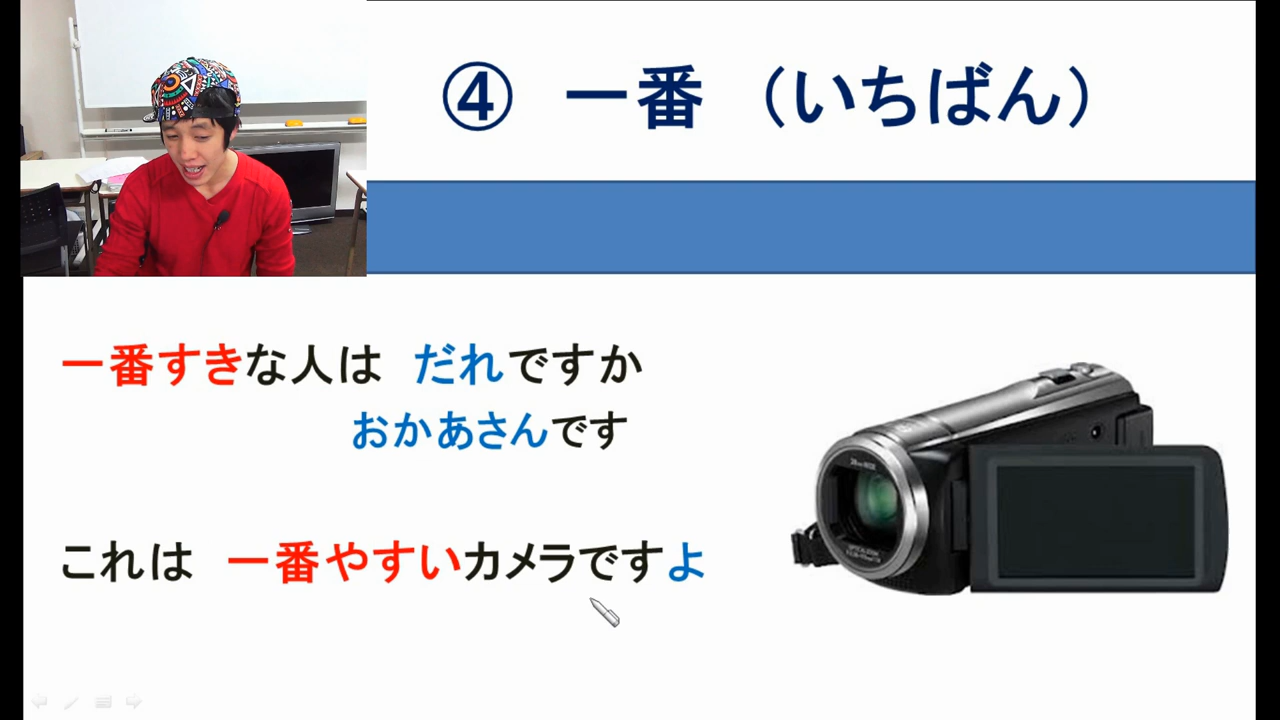 ④　一番　（いちばん）
一番すきな人は　だれですか
おかあさんです
これは　一番やすいカメラですよ